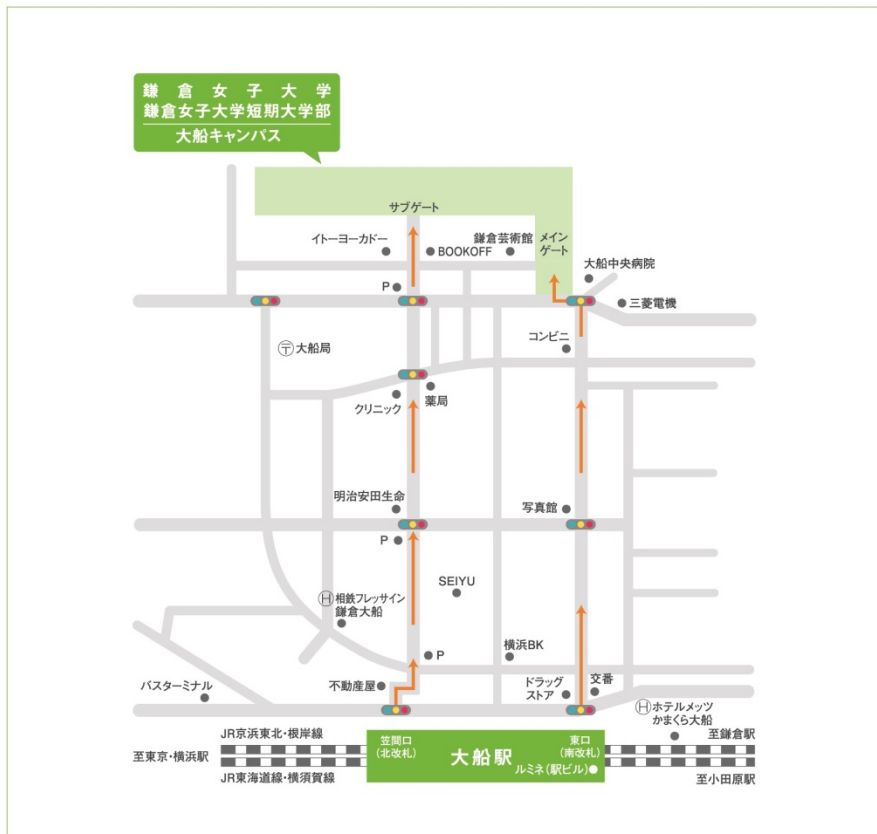 鎌倉女子大学
鎌倉女子大学短期大学部
大船キャンパス
サブゲート
イトーヨーカドー
BOOKOFF
鎌倉芸術館
メイン
ゲート
大船中央病院
P
三菱電機
コンビニ
〒大船局
クリニック
薬局
明治安田生命
写真館
P
SEIYU
Ⓗ相鉄フレッサイン
鎌倉大船
P
横浜BK
不動産屋
バスターミナル
ドラッグ
ストア
交番
Ⓗホテルメッツ
かまくら大船
JR京浜東北・根岸線
至東京・横浜駅
JR東海道線・横須賀線
笠間口
(北改札)
大船駅
東口
(南改札)
ルミネ(駅ビル)
至鎌倉駅
至小田原駅